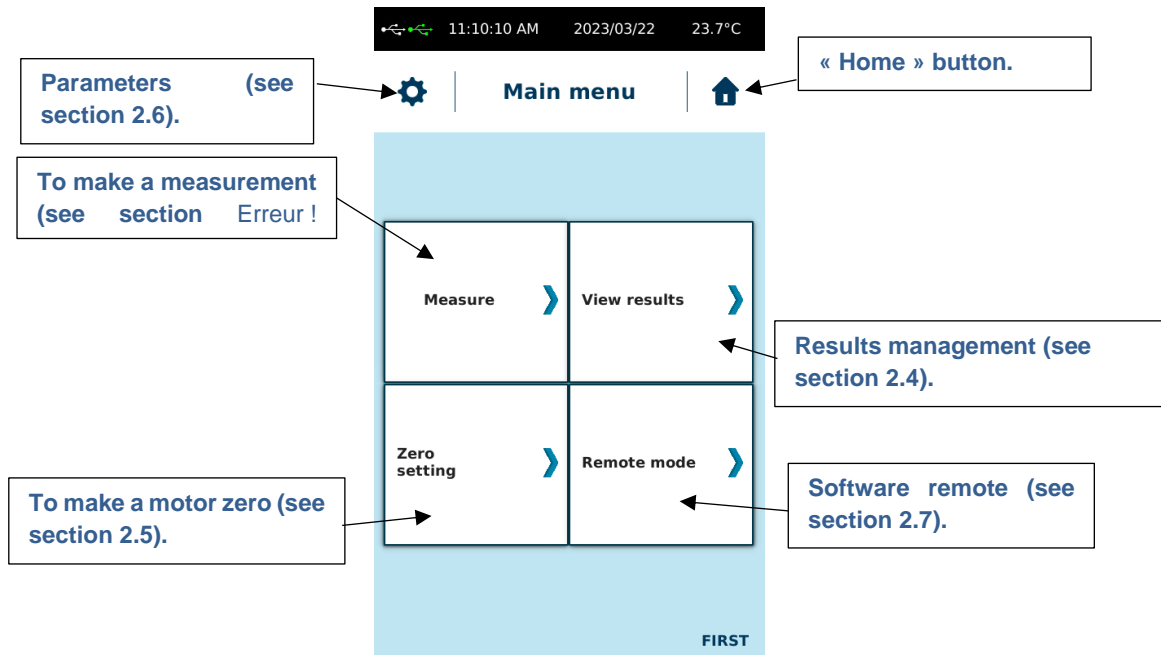 11:10:10 AM 2023/03/22 23.7°C
« Home » button.
Parameters (see
section 2.6).
Main menu
To make a measurement
(see section Erreur !
Measure
View results
Results management (see
section 2.4).
Zero
setting
Remote mode
To make a motor zero (see
section 2.5).
Software remote (see
section 2.7).
FIRST